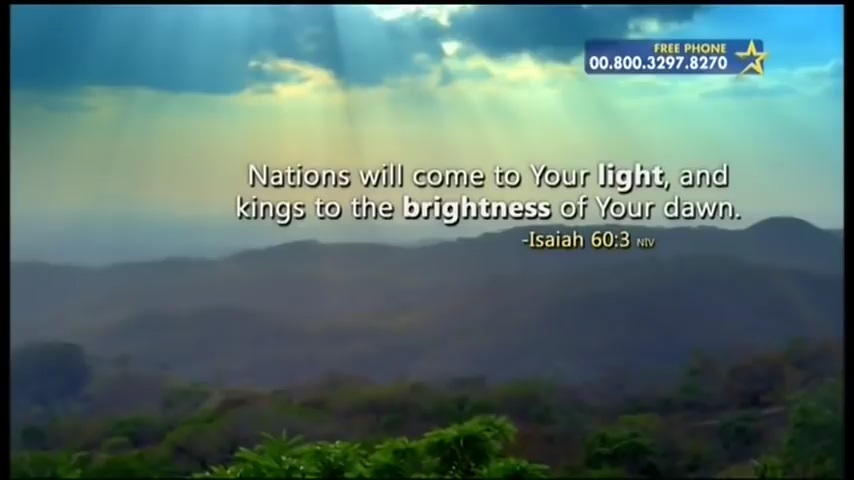 FREE PHONE
00.800.3297.8270
Nations will come to Your light, and
kings to the brightness of Your dawn.
-Isaiah 60:3 NIV